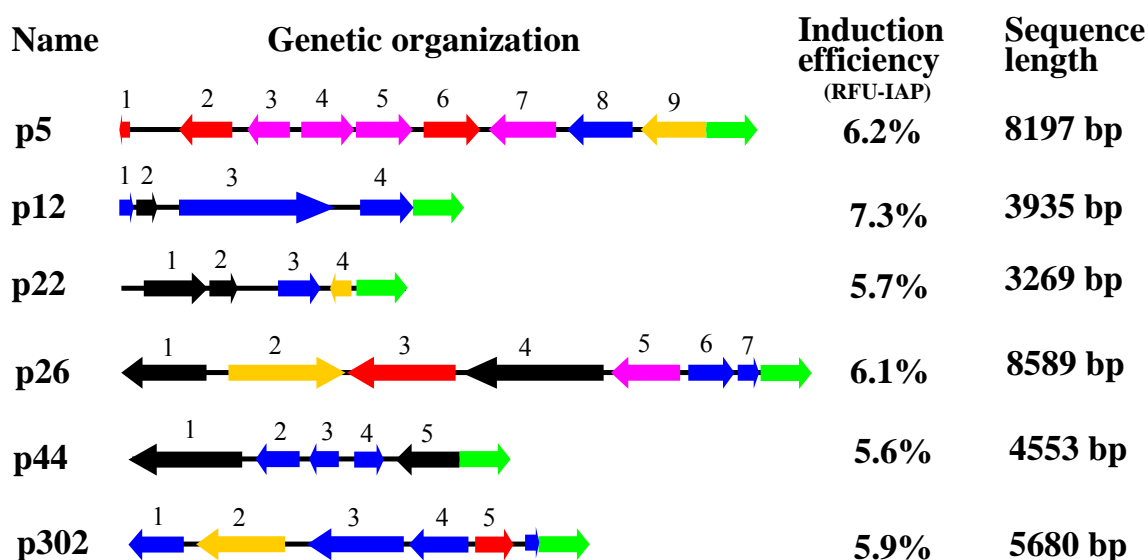 Name Genetic organization Induction efficiency (RFU-IAP) Sequence length
1 2 3 4 5 6 7 8 9
p5 6.2% 8197 bp
1 2 3 4
p12 7.3% 3935 bp
1 2 3 4
p22 5.7% 3269 bp
1 2 3 4 5 6 7
p26 6.1% 8589 bp
1 2 3 4 5
p44 5.6% 4553 bp
1 2 3 4 5
p302 5.9% 5680 bp